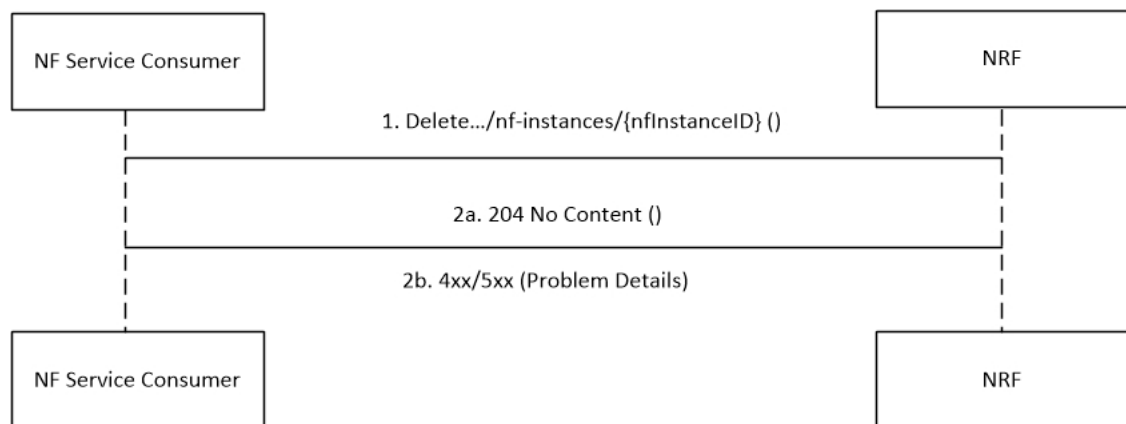 NF Service Consumer
NRF
1. Delete.../nf-instances/{nfInstanceID} ()
2a. 204 No Content ()
2b. 4xx/5xx (Problem Details)
NF Service Consumer
NRF